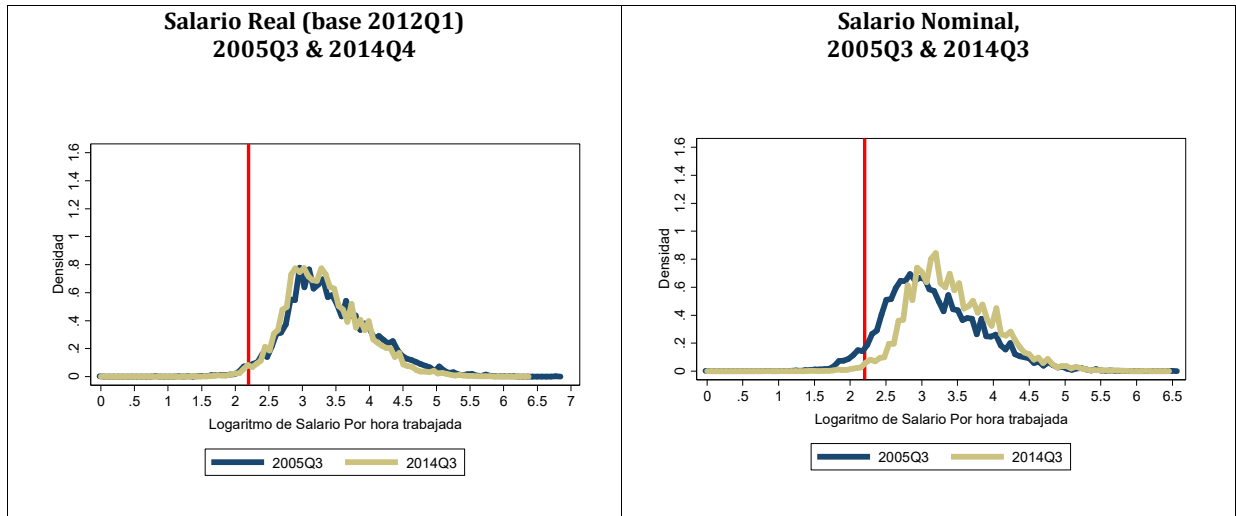 Salario Real (base 2012Q1)
2005Q3 & 2014Q4
Densidad
0 .2 .4 .6 .8 1 1.2 1.4 1.6
0 .5 1 1.5 2 2.5 3 3.5 4 4.5 5 5.5 6 6.5 7
Logaritmo de Salario Por hora trabajada
2005Q3 2014Q3
Salario Nominal,
2005Q3 & 2014Q3
Densidad
0 .2 .4 .6 .8 1 1.2 1.4 1.6
0 .5 1 1.5 2 2.5 3 3.5 4 4.5 5 5.5 6 6.5
Logaritmo de Salario Por hora trabajada
2005Q3 2014Q3